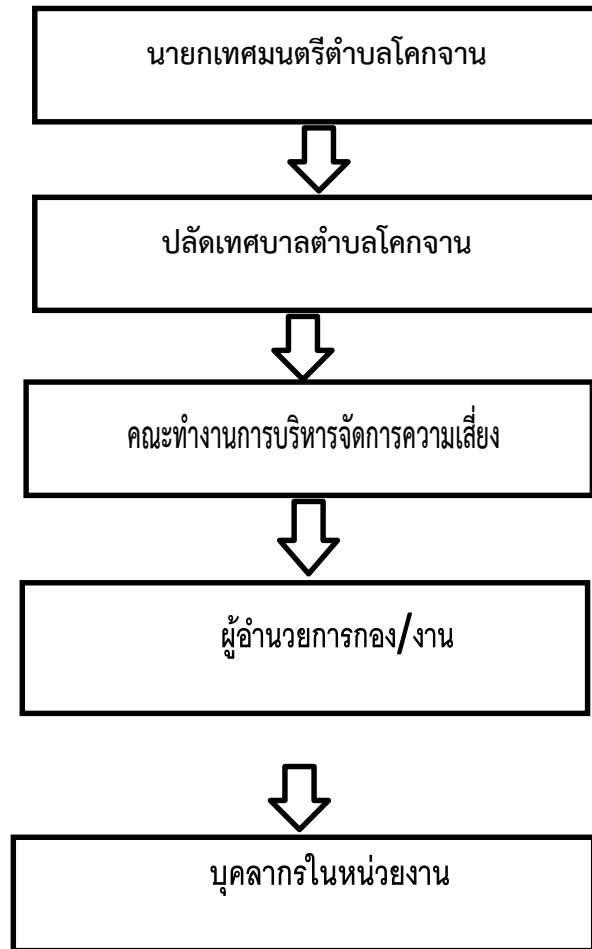 นายกเทศมนตรีตำบลโคกจาน
ปลัดเทศบาลตำบลโคกจาน
คณะทำงานการบริหารจัดการความเสี่ยง
ผู้อำนวยการกอง/งาน
บุคลากรในหน่วยงาน